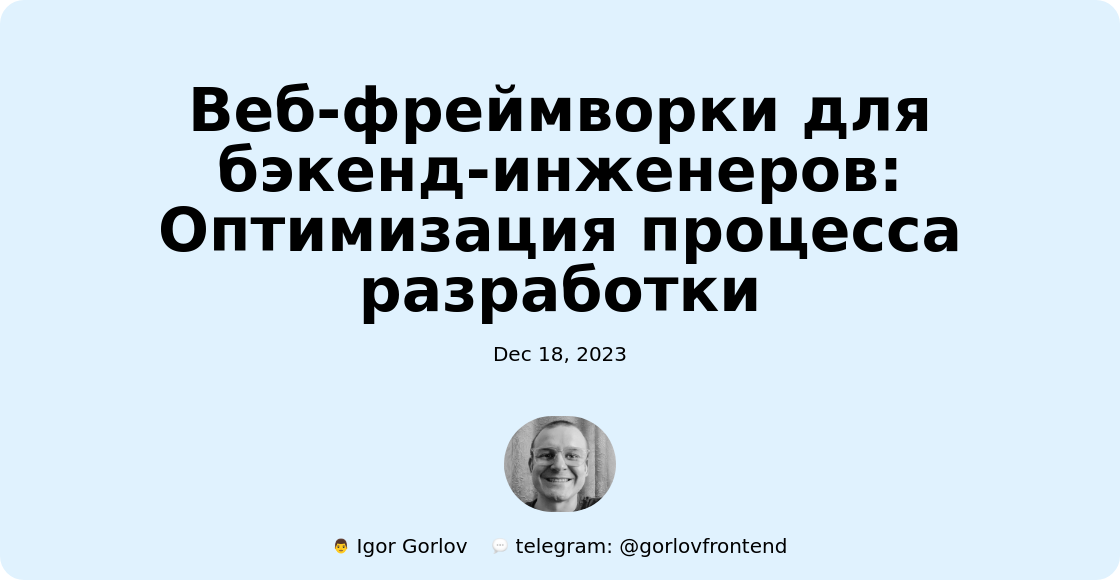 Веб-фреймворки для
бэкенд-инженеров:
Оптимизация процесса
разработки
Dec 18, 2023
Igor Gorlov telegram: @gorlovfrontend